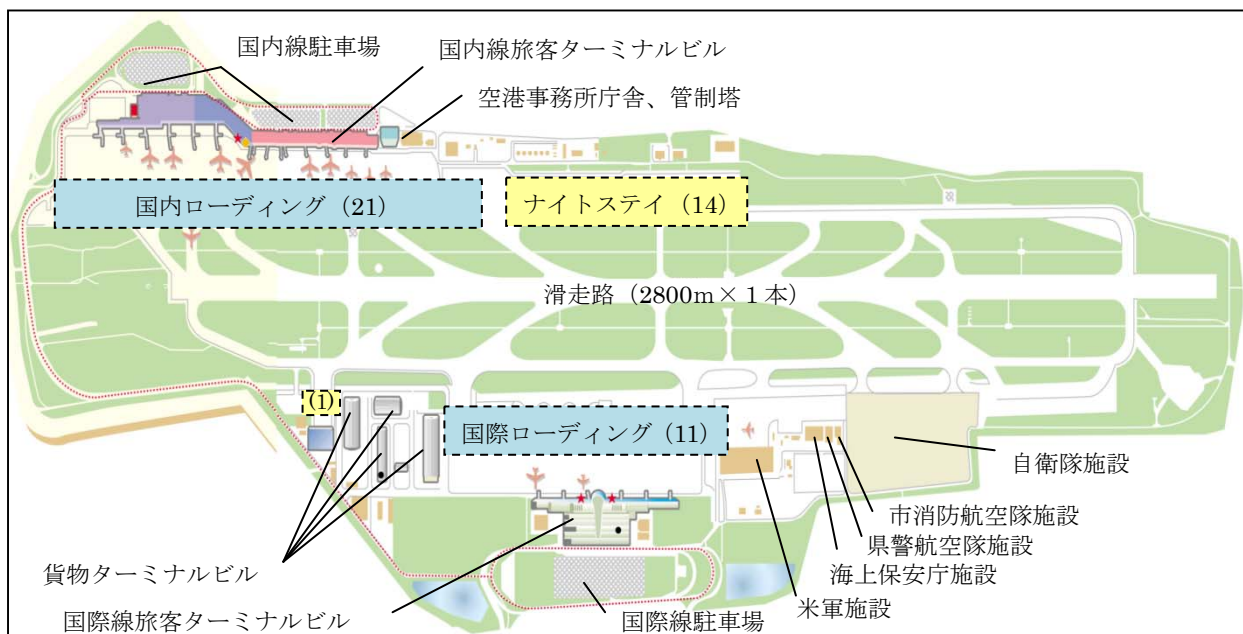 国内線駐車場
国内線旅客ターミナルビル
空港事務所庁舎、管制塔
国内ローディング（21）
ナイトステイ（14）
滑走路（2800m×１本）
(1)
国際ローディング（11）
自衛隊施設
市消防航空隊施設
県警航空隊施設
海上保安庁施設
米軍施設
貨物ターミナルビル
国際線旅客ターミナルビル
国際線駐車場